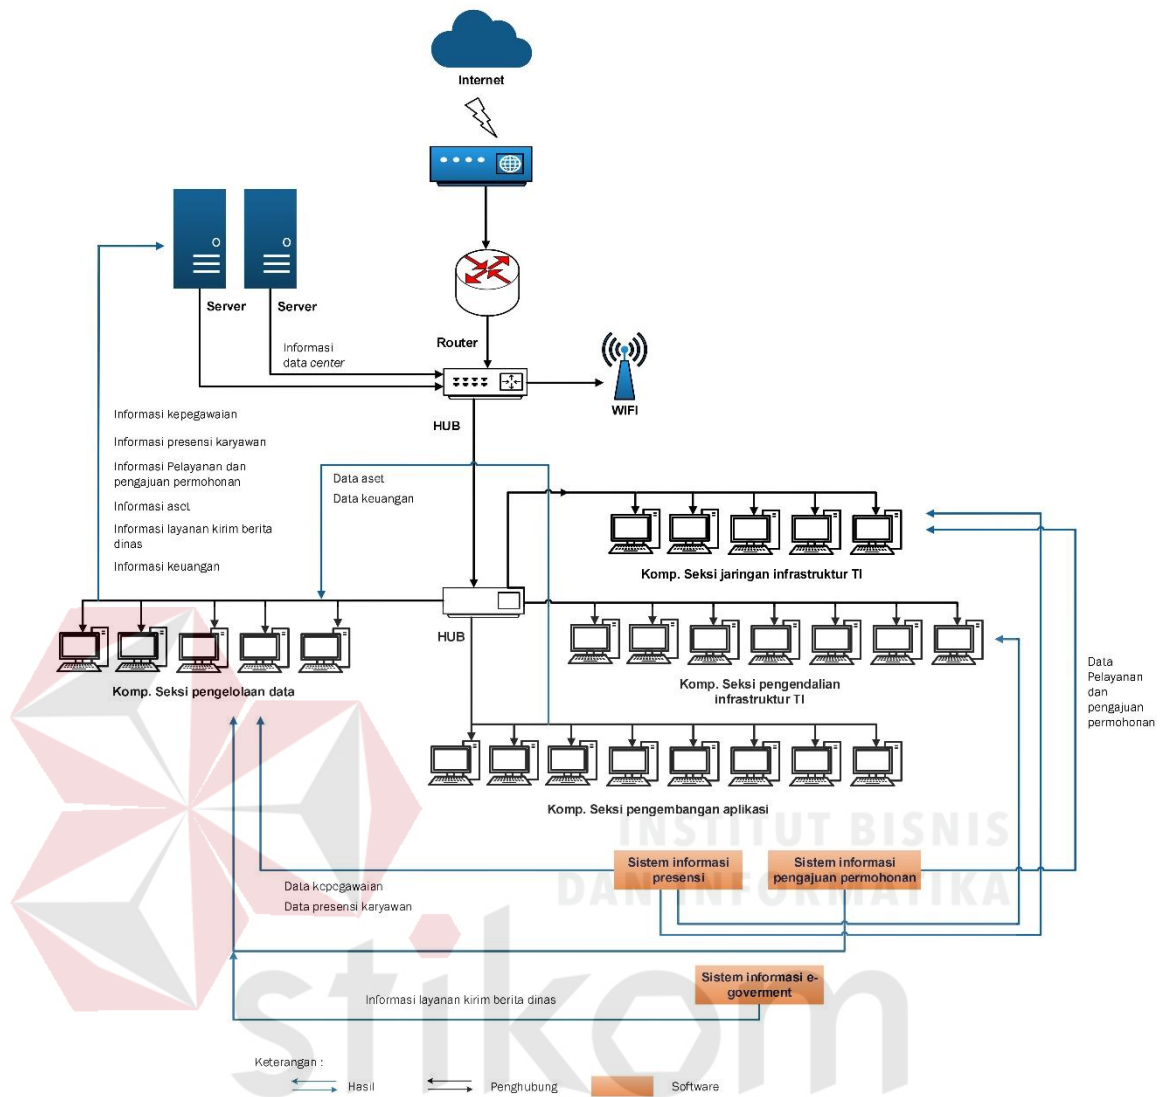 Internet
Server
Server
Informasi
data center
Router
WIFI
HUB
Informasi kepegawaian
Informasi presensi karyawan
Informasi Pelayanan dan
pengajuan permohonan
Informasi aset
Informasi layanan kirim berita
dinas
Informasi keuangan
Data aset
Data keuangan
Komp. Seksi jaringan infrastruktur TI
HUB
Komp. Seksi pengelolaan data
Komp. Seksi pengendalian
infrastruktur TI
Data
Pelayanan
dan
pengajuan
permohonan
Komp. Seksi pengembangan aplikasi
INSTITUT BISNIS
DAN INFORMATIKA
stikom
Sistem informasi
presensi
Sistem informasi
pengajuan permohonan
Data kepegawaian
Data presensi karyawan
Sistem informasi e-
goverment
Informasi layanan kirim berita dinas
Keterangan :
Hasil
Penghubung
Software